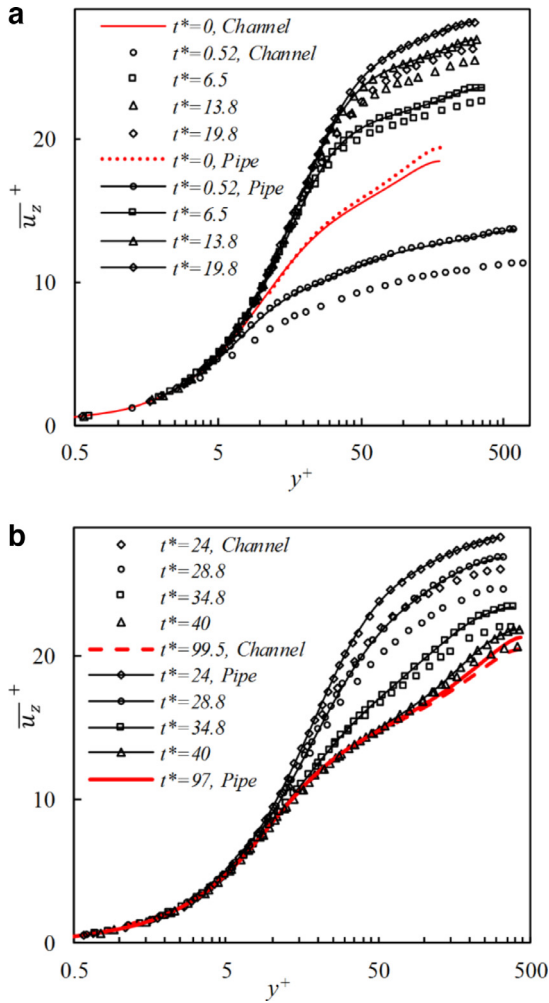 a
t*=0, Channel
t*=0.52, Channel
t*=6.5
t*=13.8
t*=19.8
t*=0, Pipe
t*=0.52, Pipe
t*=6.5
t*=13.8
t*=19.8
20
10
0
0.5 5 50 500
u̅z̅⁺
y⁺
b
t*=24, Channel
t*=28.8
t*=34.8
t*=40
t*=99.5, Channel
t*=24, Pipe
t*=28.8
t*=34.8
t*=40
t*=97, Pipe
20
10
0
0.5 5 50 500
u̅z̅⁺
y⁺